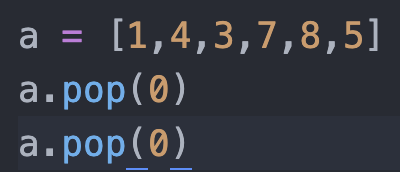 a = [1,4,3,7,8,5]
a.pop(0)
a.pop(0)